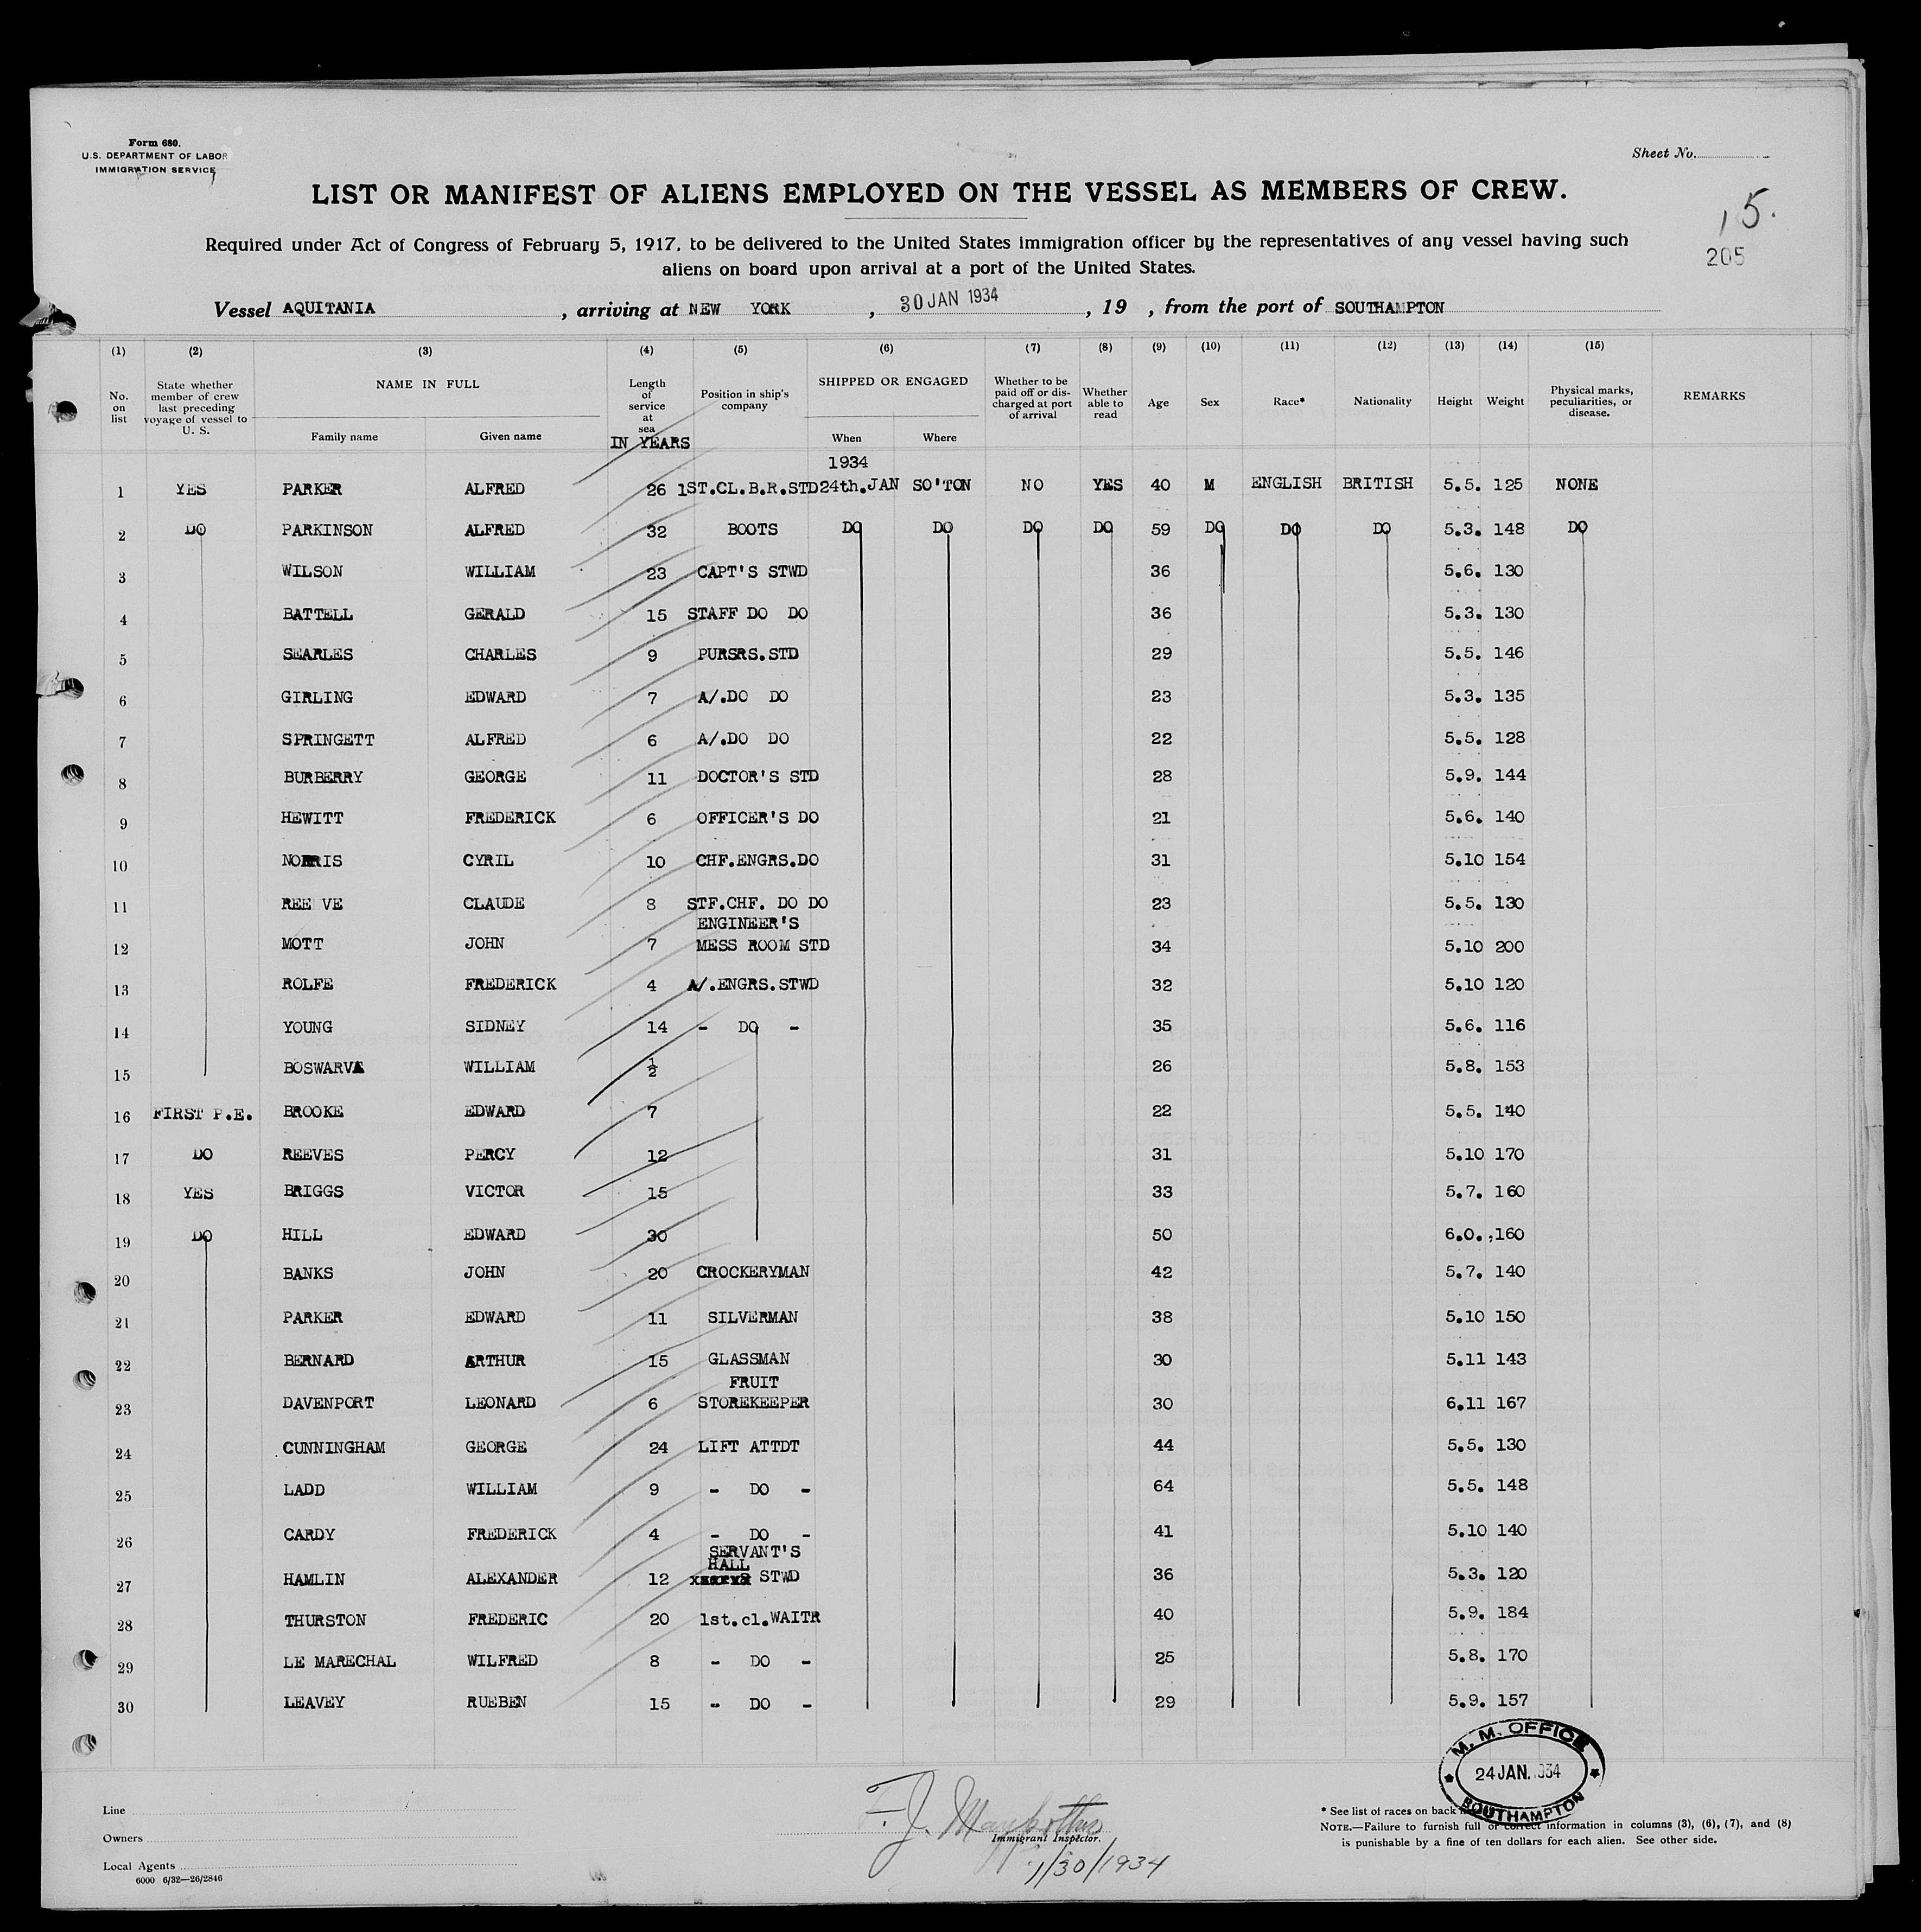 Form 680.
U.S. DEPARTMENT OF LABOR
IMMIGRATION SERVICE
Sheet No.
LIST OR MANIFEST OF ALIENS EMPLOYED ON THE VESSEL AS MEMBERS OF CREW.
15.
Required under Act of Congress of February 5, 1917, to be delivered to the United States immigration officer by the representatives of any vessel having such
205
aliens on board upon arrival at a port of the United States.
Vessel AQUITANIA , arriving at NEW YORK , 30 JAN 1934 , 19 , from the port of SOUTHAMPTON
(1) (2) (3) (4) (5) (6) (7) (8) (9) (10) (11) (12) (13) (14) (15)
No. on list State whether member of crew last preceding voyage of vessel to U. S. NAME IN FULL Length of service at sea Position in ship's company SHIPPED OR ENGAGED Whether to be paid off or discharged at port of arrival Whether able to read Age Sex Race* Nationality Height Weight Physical marks, peculiarities, or disease. REMARKS
Family name Given name IN YEARS When Where
1934
1 YES PARKER ALFRED 26 1ST.CL.B.R.STD 24th.JAN SO'TON NO YES 40 M ENGLISH BRITISH 5.5. 125 NONE
2 DO PARKINSON ALFRED 32 BOOTS DO DO DO DO 59 DO DO DO 5.3. 148 DO
3 WILSON WILLIAM 23 CAPT'S STWD 36 5.6. 130
4 BATTELL GERALD 15 STAFF DO DO 36 5.3. 130
5 SEARLES CHARLES 9 PURSRS.STD 29 5.5. 146
6 GIRLING EDWARD 7 A/.DO DO 23 5.3. 135
7 SPRINGETT ALFRED 6 A/.DO DO 22 5.5. 128
8 BURBERRY GEORGE 11 DOCTOR'S STD 28 5.9. 144
9 HEWITT FREDERICK 6 OFFICER'S DO 21 5.6. 140
10 NORRIS CYRIL 10 CHF.ENGRS.DO 31 5.10 154
11 REE VE CLAUDE 8 STF.CHF. DO DO 23 5.5. 130
ENGINEER'S
12 MOTT JOHN 7 MESS ROOM STD 34 5.10 200
13 ROLFE FREDERICK 4 A/.ENGRS.STWD 32 5.10 120
14 YOUNG SIDNEY 14 - DO - 35 5.6. 116
15 BOSWARVA WILLIAM ½ 26 5.8. 153
16 FIRST P.E. BROOKE EDWARD 7 22 5.5. 140
17 DO REEVES PERCY 12 31 5.10 170
18 YES BRIGGS VICTOR 15 33 5.7. 160
19 DO HILL EDWARD 30 50 6.0. 160
20 BANKS JOHN 20 CROCKERYMAN 42 5.7. 140
21 PARKER EDWARD 11 SILVERMAN 38 5.10 150
22 BERNARD ARTHUR 15 GLASSMAN 30 5.11 143
FRUIT
23 DAVENPORT LEONARD 6 STOREKEEPER 30 6.11 167
24 CUNNINGHAM GEORGE 24 LIFT ATTDT 44 5.5. 130
25 LADD WILLIAM 9 - DO - 64 5.5. 148
26 CARDY FREDERICK 4 - DO - 41 5.10 140
SERVANT'S
HALL
27 HAMLIN ALEXANDER 12 STWD 36 5.3. 120
28 THURSTON FREDERIC 20 1st.cl.WAITR 40 5.9. 184
29 LE MARECHAL WILFRED 8 - DO - 25 5.8. 170
30 LEAVEY RUEBEN 15 - DO - 29 5.9. 157
M. M. OFFICE
24 JAN. 1934
SOUTHAMPTON
Line
Owners
Local Agents
6000 6/32—26/2846
F. J.
Immigrant Inspector.
1/30/1934
* See list of races on back
NOTE.—Failure to furnish full or correct information in columns (3), (6), (7), and (8)
is punishable by a fine of ten dollars for each alien. See other side.